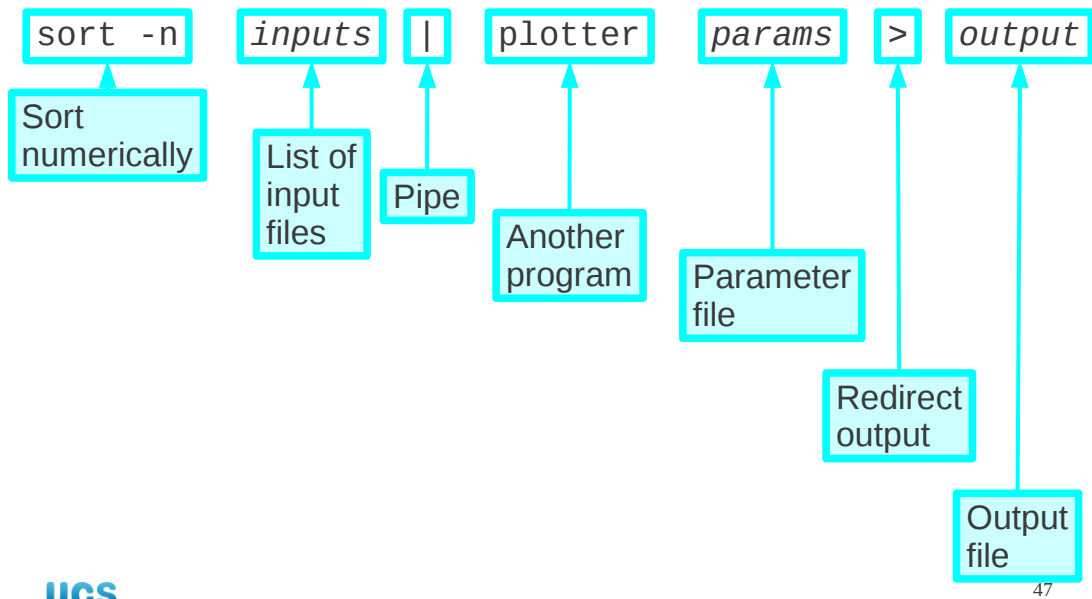 sort -n inputs | plotter params > output
Sort
numerically
List of
input
files
Pipe
Another
program
Parameter
file
Redirect
output
Output
file
ucs
47